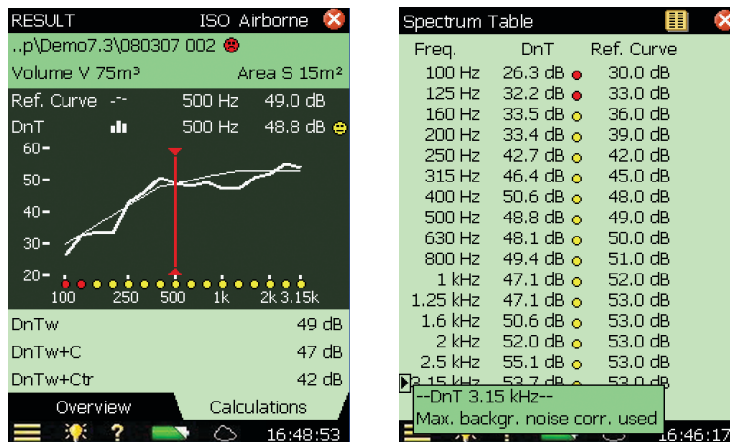 RESULT ISO Airborne
..p\Demo7.3\080307 002
Volume V 75m³ Area S 15m²
Ref. Curve 500 Hz 49.0 dB
DnT 500 Hz 48.8 dB
60-
50-
40-
30-
20-
100 250 500 1k 2k 3.15k
DnTw 49 dB
DnTw+C 47 dB
DnTw+Ctr 42 dB
Overview Calculations
? 16:48:53
Spectrum Table
Freq. DnT Ref. Curve
100 Hz 26.3 dB 30.0 dB
125 Hz 32.2 dB 33.0 dB
160 Hz 33.5 dB 36.0 dB
200 Hz 33.4 dB 39.0 dB
250 Hz 42.7 dB 42.0 dB
315 Hz 46.4 dB 45.0 dB
400 Hz 50.6 dB 48.0 dB
500 Hz 48.8 dB 49.0 dB
630 Hz 48.1 dB 50.0 dB
800 Hz 49.4 dB 51.0 dB
1 kHz 47.1 dB 52.0 dB
1.25 kHz 47.1 dB 53.0 dB
1.6 kHz 50.6 dB 53.0 dB
2 kHz 52.0 dB 53.0 dB
2.5 kHz 55.1 dB 53.0 dB
3.15 kHz 53.7 dB 53.0 dB
--DnT 3.15 kHz--
Max. backgr. noise corr. used
16:46:17